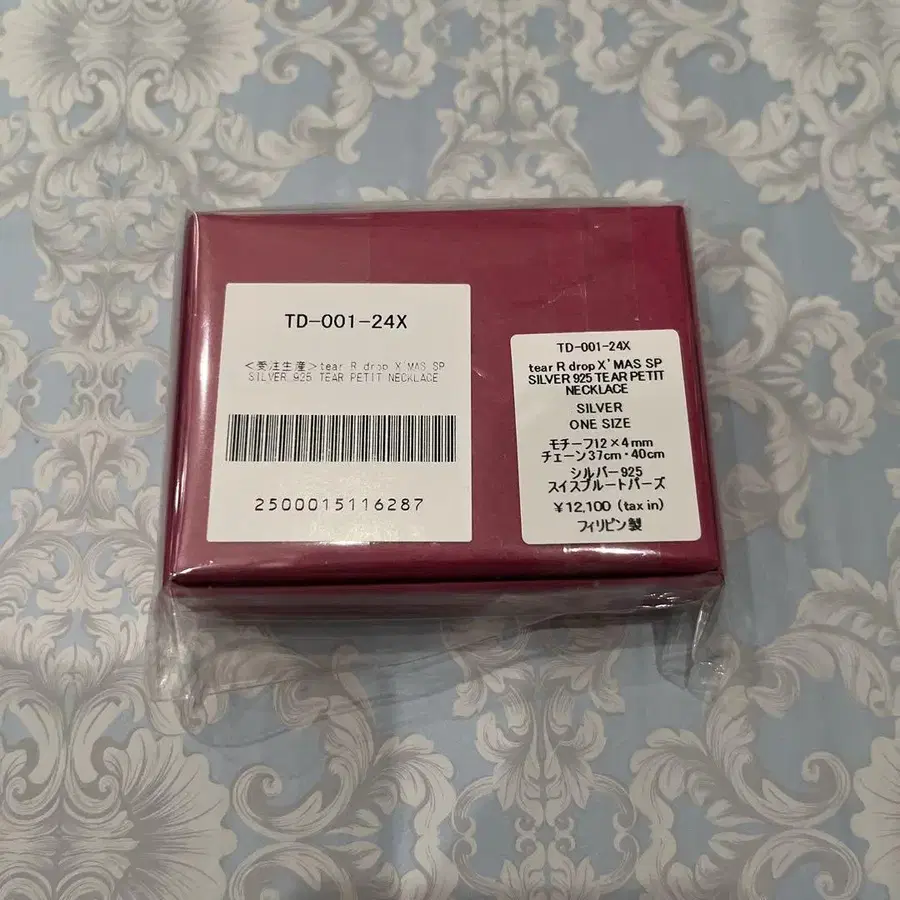 TD-001-24X
<受注生産>tear R drop X'MAS SP
SILVER 925 TEAR PETIT NECKLACE
2500015116287
TD-001-24X
tear R drop X'MAS SP
SILVER 925 TEAR PETIT
NECKLACE
SILVER
ONE SIZE
モチーフ12×4mm
チェーン37cm・40cm
シルバー925
スイスブルートパーズ
¥12,100 (tax in)
フィリピン製